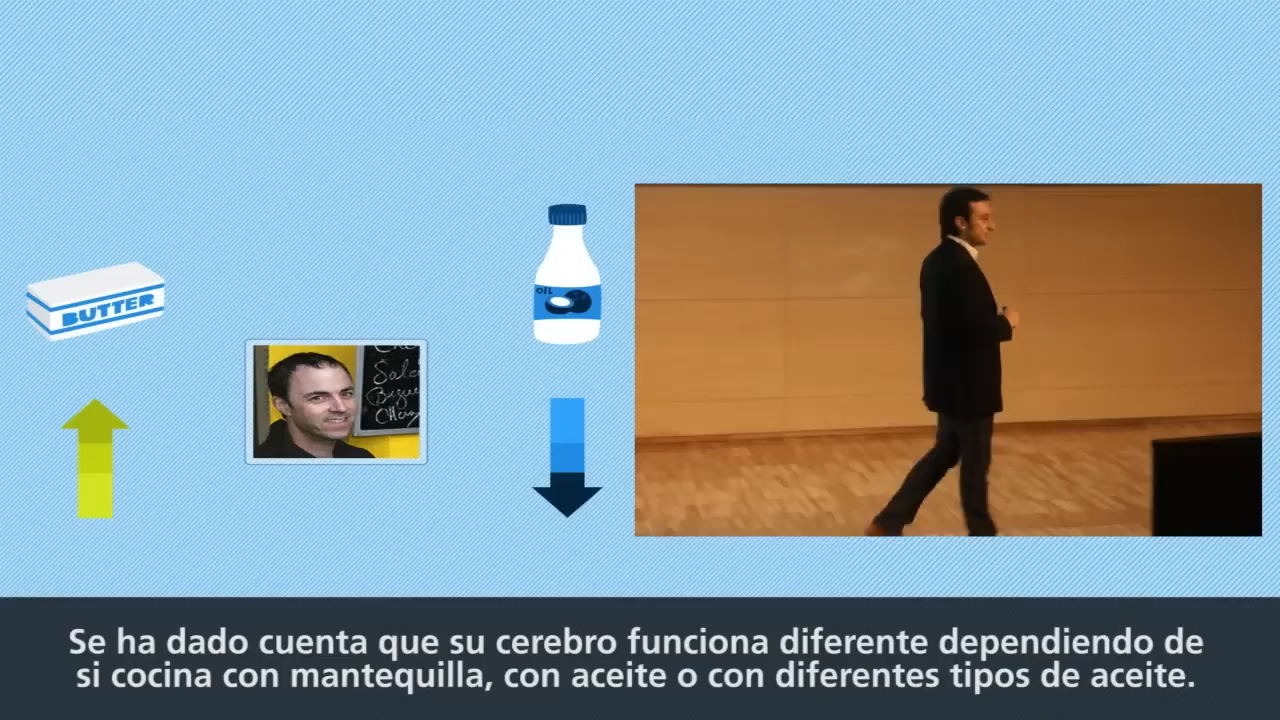 BUTTER
OIL
Se ha dado cuenta que su cerebro funciona diferente dependiendo de
si cocina con mantequilla, con aceite o con diferentes tipos de aceite.